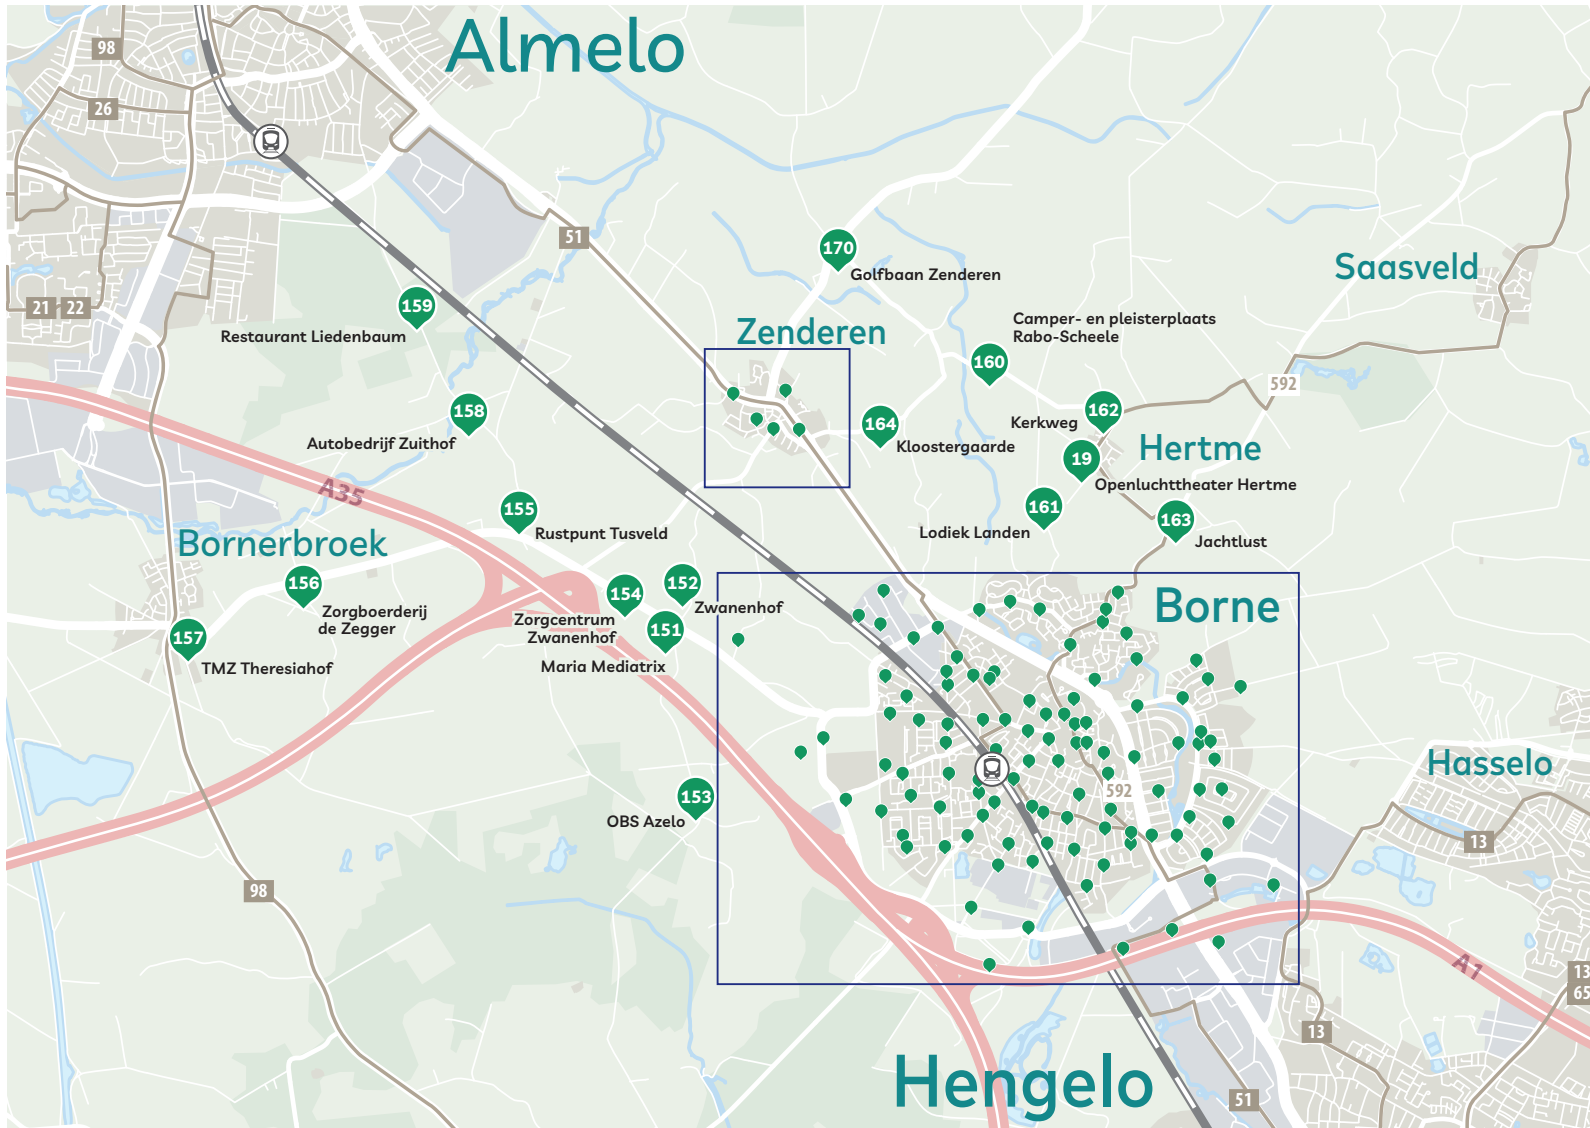 Almelo
98
26
51
170
Golfbaan Zenderen
Saasveld
21
22
159
Restaurant Liedenbaum
Zenderen
Camper- en pleisterplaats
Rabo-Scheele
160
592
158
Autobedrijf Zuithof
164
Kloostergaarde
162
Kerkweg
Hertme
19
Openluchttheater Hertme
A35
155
Rustpunt Tusveld
161
Lodiek Landen
163
Jachtlust
Bornerbroek
156
Zorgboerderij
de Zegger
154
Zorgcentrum
Zwanenhof
152
Zwanenhof
151
Maria Mediatrix
157
TMZ Theresiahof
Borne
153
OBS Azelo
592
Hasselo
13
98
A1
13
65
13
Hengelo
51